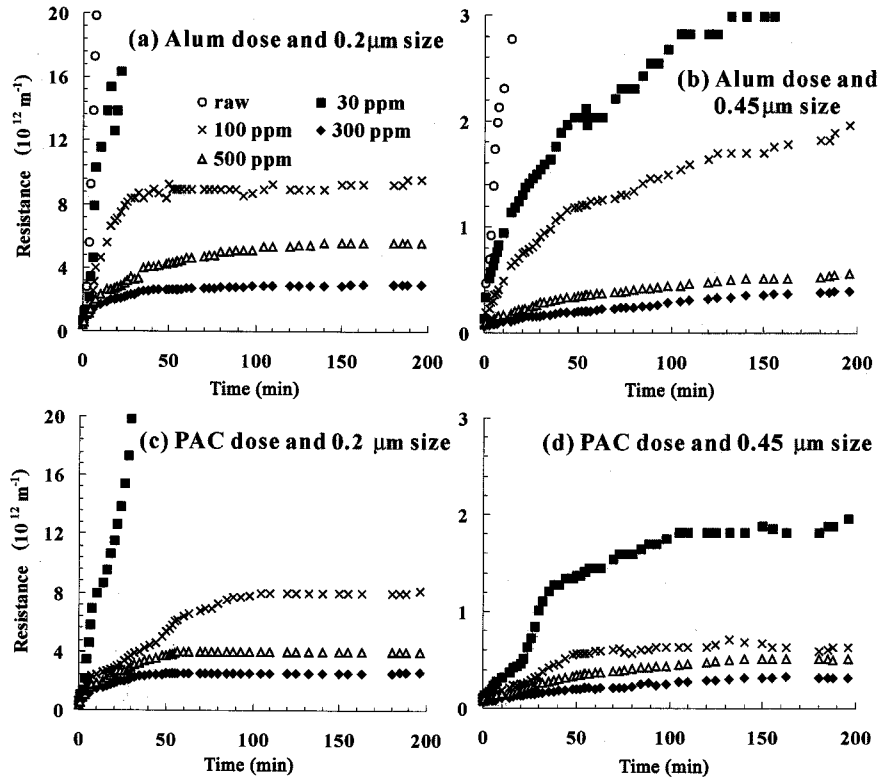 (a) Alum dose and 0.2μm size
○ raw
■ 30 ppm
× 100 ppm
◆ 300 ppm
△ 500 ppm
20
16
12
8
4
0
Resistance (10¹² m⁻¹)
0 50 100 150 200
Time (min)
(b) Alum dose and
0.45μm size
3
2
1
0
0 50 100 150 200
Time (min)
(c) PAC dose and 0.2 μm size
20
16
12
8
4
0
Resistance (10¹² m⁻¹)
0 50 100 150 200
Time (min)
(d) PAC dose and 0.45 μm size
3
2
1
0
0 50 100 150 200
Time (min)